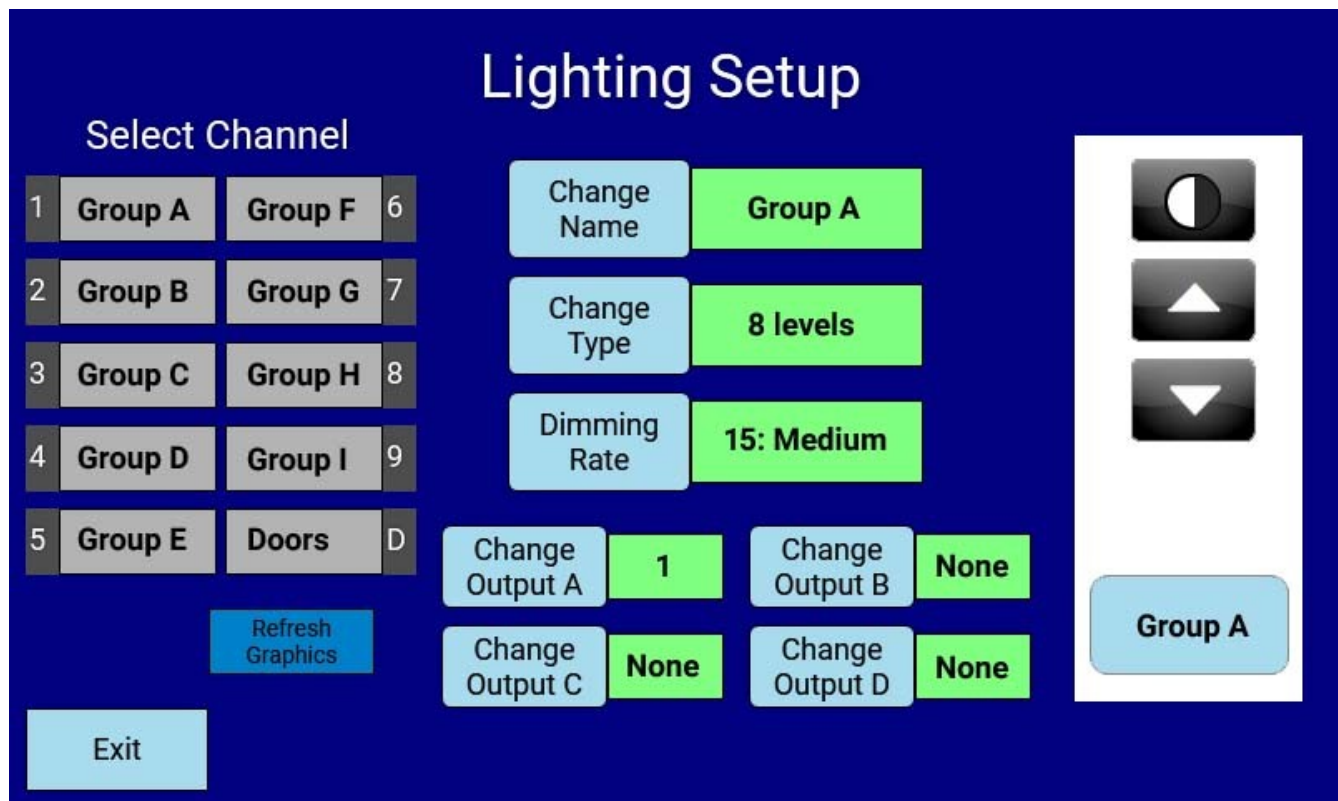 Lighting Setup
Select Channel
1 Group A Group F 6
2 Group B Group G 7
3 Group C Group H 8
4 Group D Group I 9
5 Group E Doors D
Refresh
Graphics
Exit
Change
Name
Group A
Change
Type
8 levels
Dimming
Rate
15: Medium
Change
Output A
1
Change
Output B
None
Change
Output C
None
Change
Output D
None
Group A